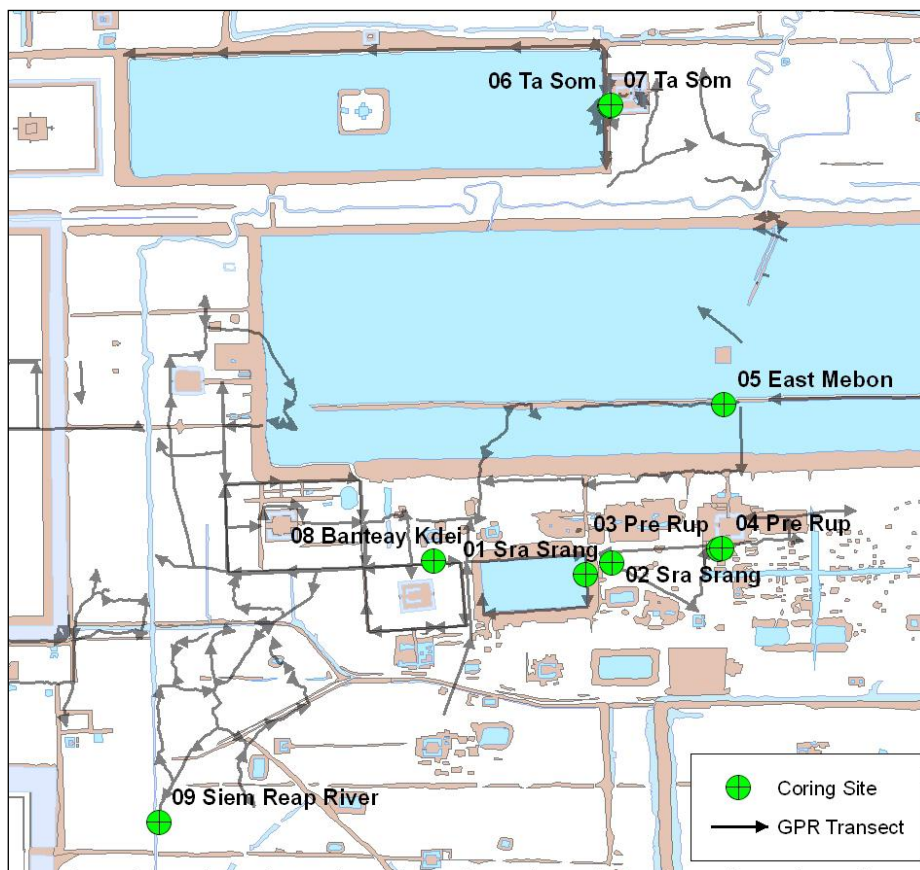 06 Ta Som 07 Ta Som
05 East Mebon
03 Pre Rup 04 Pre Rup
08 Banteay Kdei 01 Sra Srang
02 Sra Srang
09 Siem Reap River
Coring Site
GPR Transect